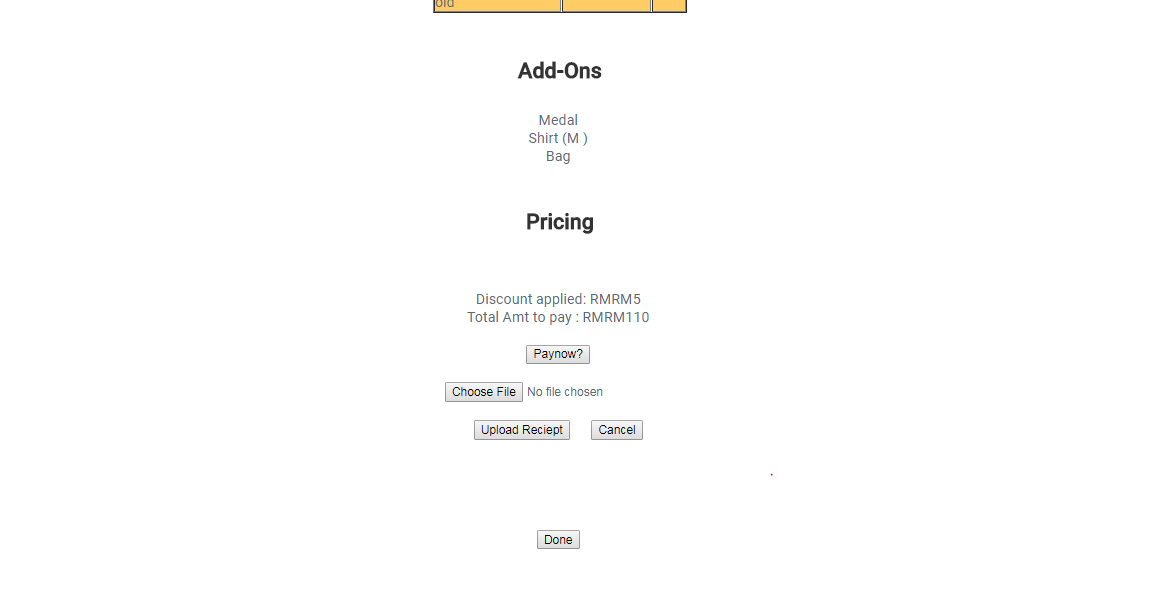 Add-Ons
Medal
Shirt (M )
Bag
Pricing
Discount applied: RMRM5
Total Amt to pay : RMRM110
Paynow?
Choose File No file chosen
Upload Reciept Cancel
Done